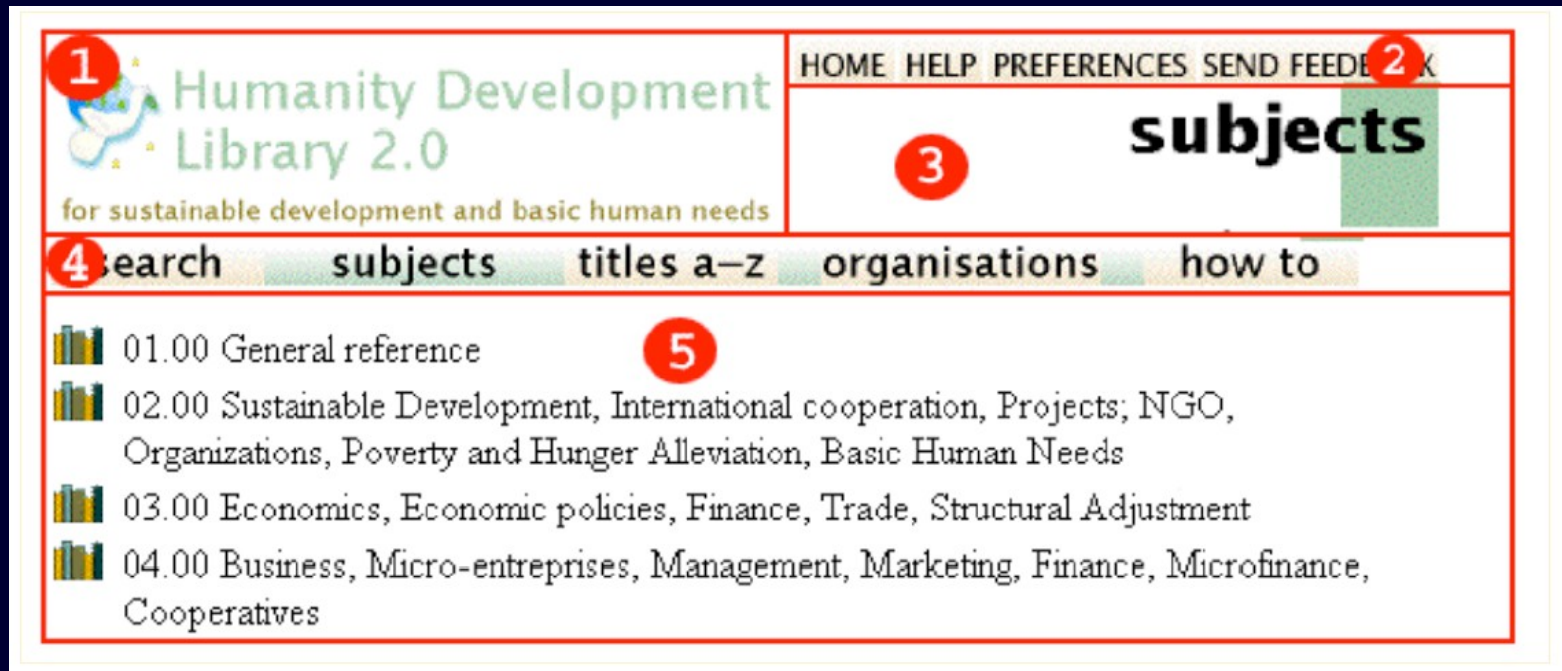 1
Humanity Development
Library 2.0
for sustainable development and basic human needs
HOME HELP PREFERENCES SEND
2
subjects
3
4
subjects titles a–z organisations how to
5
01.00 General reference
02.00 Sustainable Development, International cooperation, Projects; NGO,
Organizations, Poverty and Hunger Alleviation, Basic Human Needs
03.00 Economics, Economic policies, Finance, Trade, Structural Adjustment
04.00 Business, Micro-entreprises, Management, Marketing, Finance, Microfinance,
Cooperatives